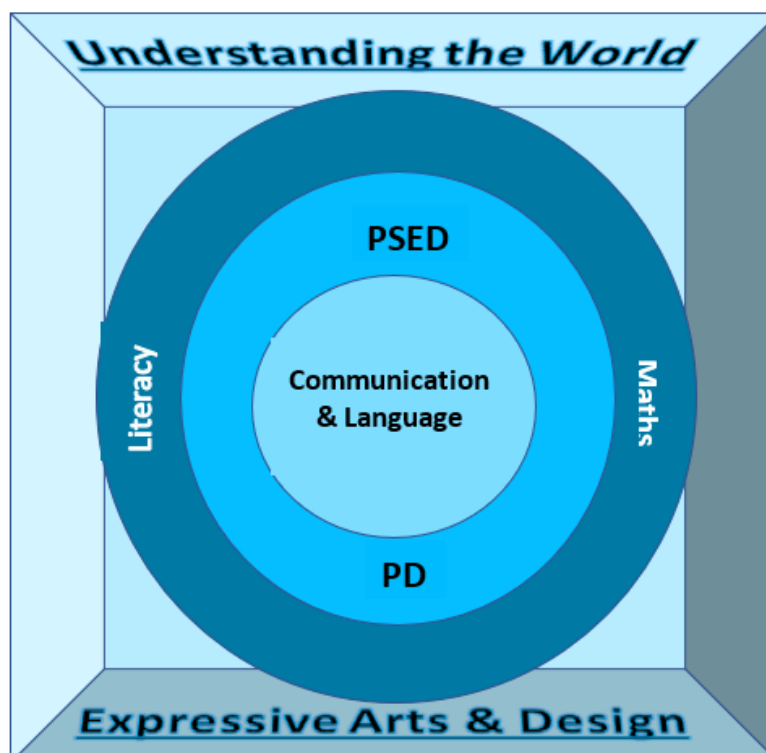 Understanding the World
PSED
Literacy
Communication
& Language
Maths
PD
Expressive Arts & Design